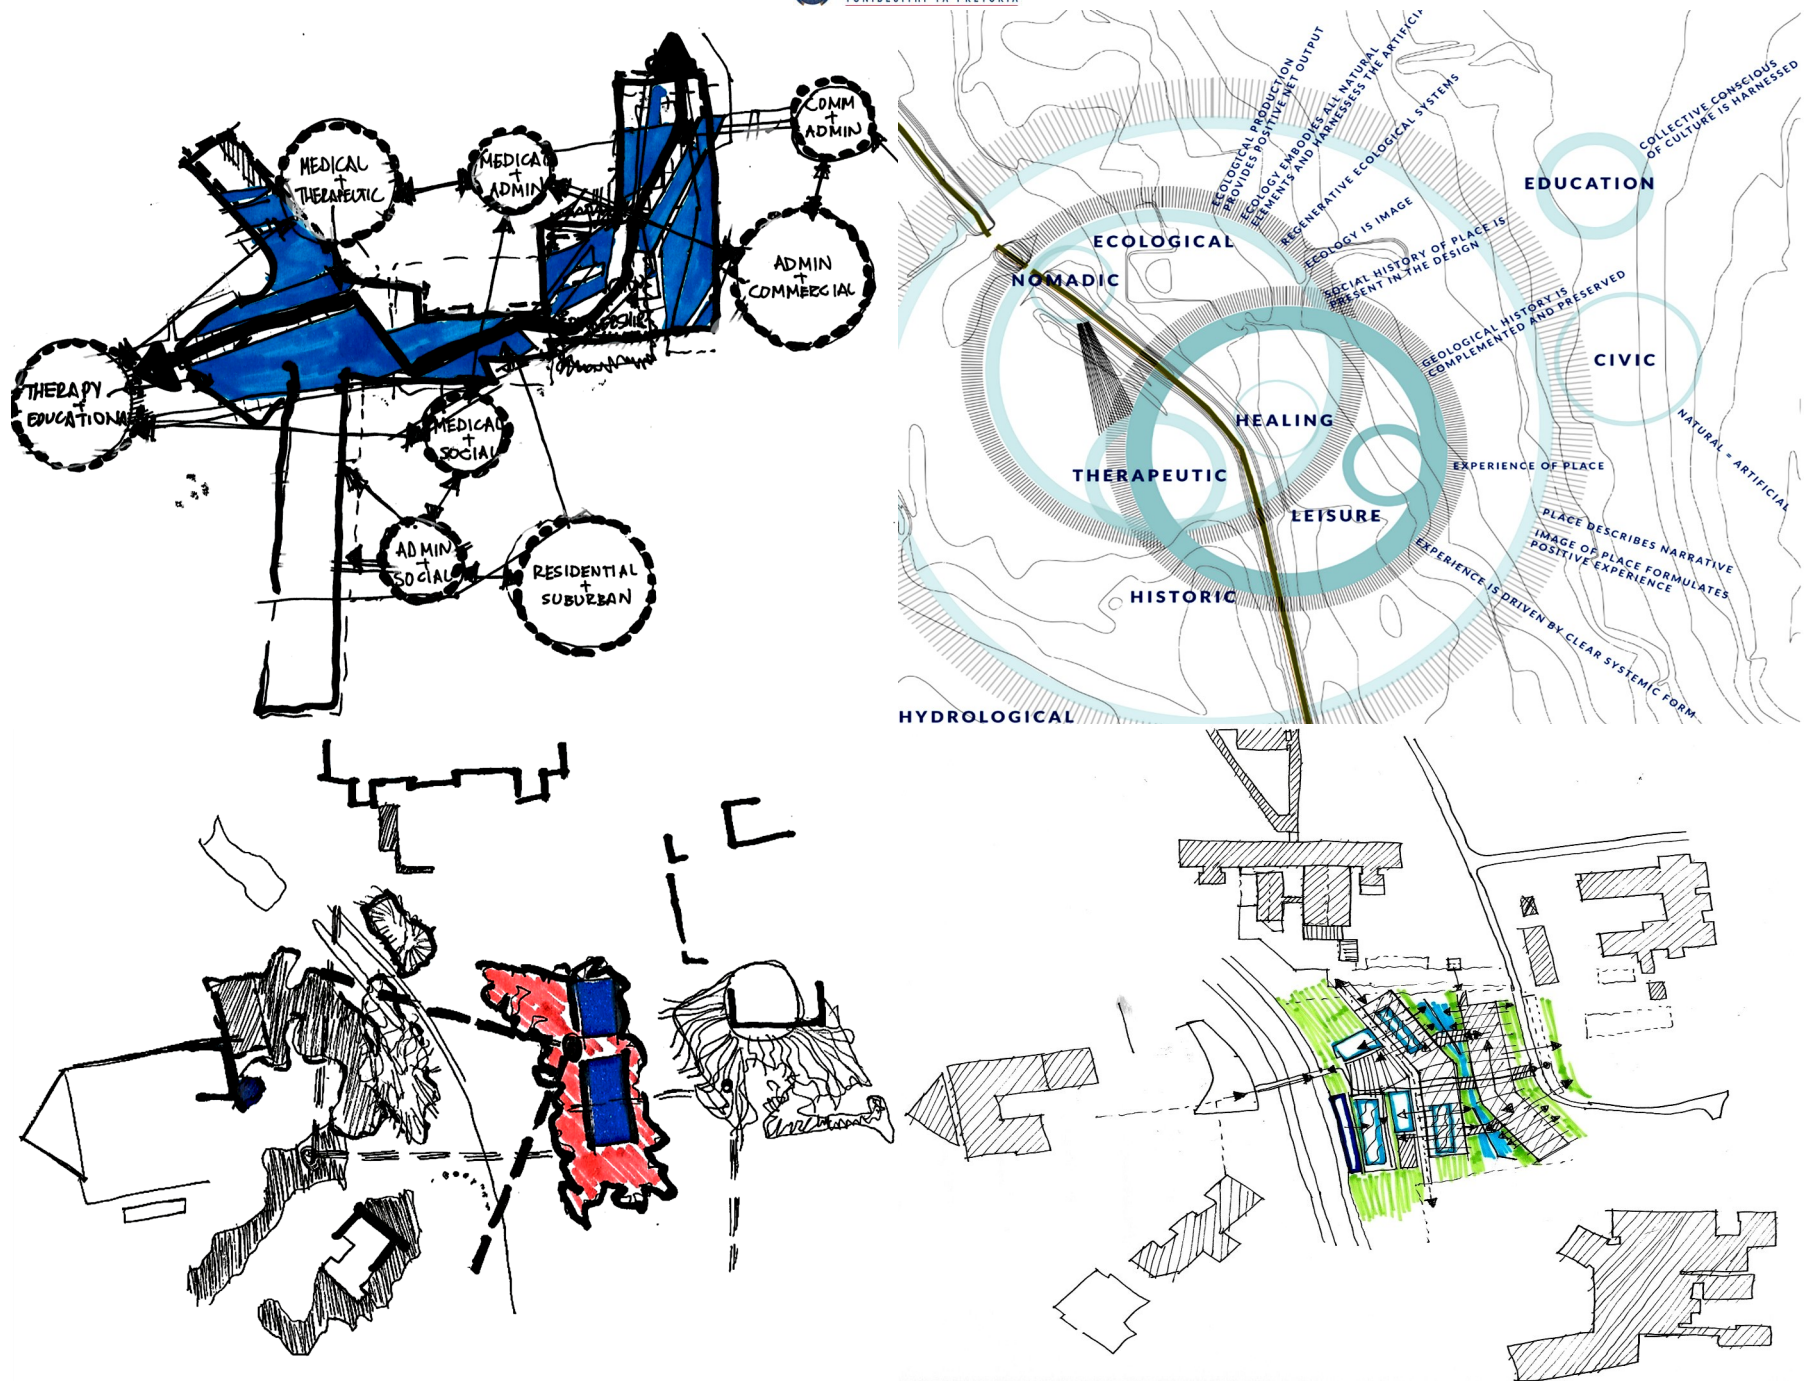 MEDICAL
+
THERAPEUTIC
MEDICAL
+
ADMIN
COMM
+
ADMIN
ADMIN
+
COMMERCIAL
THERAPY
+
EDUCATIONAL
MEDICAL
+
SOCIAL
ADMIN
+
SOCIAL
RESIDENTIAL
+
SUBURBAN
ECOLOGICAL PRODUCTION
PROVIDES POSITIVE NET OUTPUT
ECOLOGY EMBODIES ALL NATURAL
ELEMENTS AND HARNESSESS THE ARTIFICIA
REGENERATIVE ECOLOGICAL SYSTEMS
ECOLOGY IS IMAGE
SOCIAL HISTORY OF PLACE IS
PRESENT IN THE DESIGN
GEOLOGICAL HISTORY IS
COMPLEMENTED AND PRESERVED
COLLECTIVE CONSCIOUS
OF CULTURE IS HARNESSED
EDUCATION
ECOLOGICAL
NOMADIC
CIVIC
HEALING
NATURAL = ARTIFICIAL
THERAPEUTIC
EXPERIENCE OF PLACE
LEISURE
PLACE DESCRIBES NARRATIVE
IMAGE OF PLACE FORMULATES
POSITIVE EXPERIENCE
EXPERIENCE IS DRIVEN BY CLEAR SYSTEMIC FORM
HISTORIC
HYDROLOGICAL